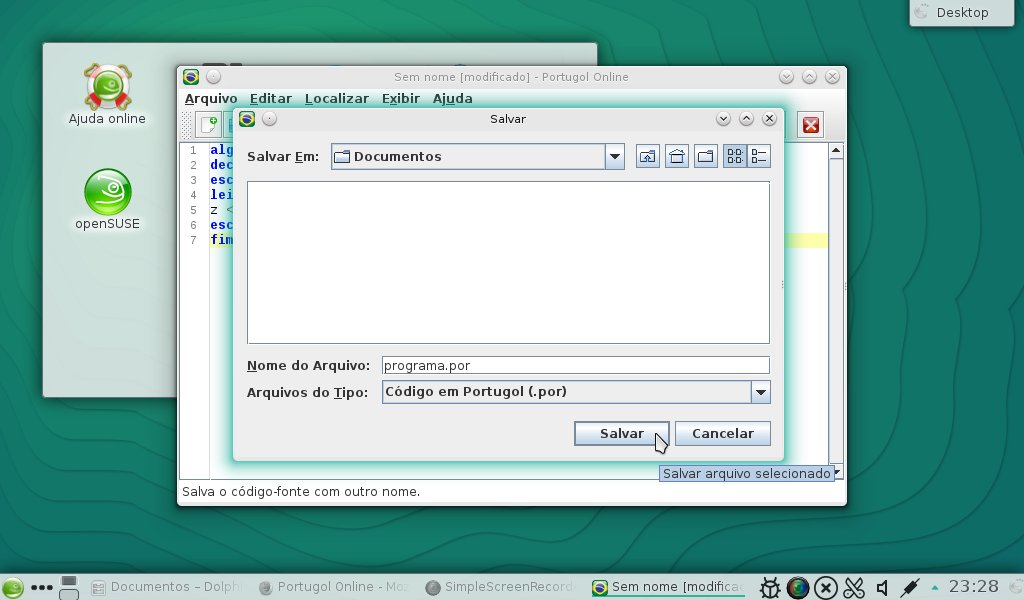 Desktop
Ajuda online
openSUSE
Sem nome [modificado] - Portugol Online
Arquivo Editar Localizar Exibir Ajuda
Salvar
Salvar Em: Documentos
1 alg
2 dec
3 esc
4 lei
5 z <
6 esc
7 fim
Nome do Arquivo: programa.por
Arquivos do Tipo: Código em Portugol (.por)
Salvar Cancelar
Salvar arquivo selecionado
Salva o código-fonte com outro nome.
Documentos – Dolph Portugol Online - Moz SimpleScreenRecord Sem nome [modificad 23:28